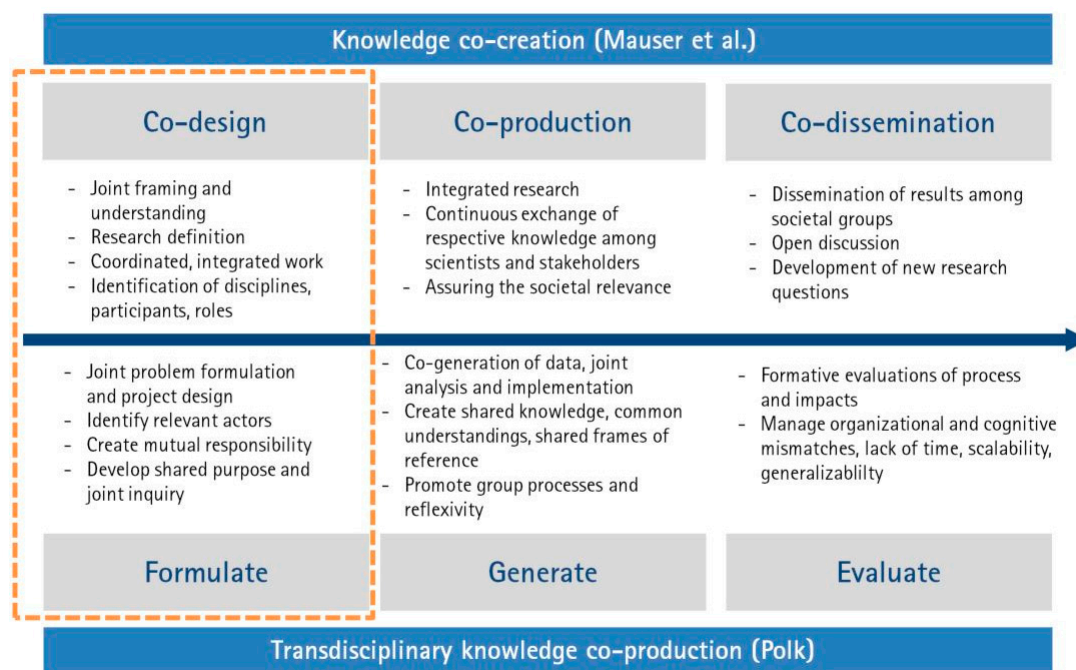 Knowledge co-creation (Mauser et al.)
Co-design
- Joint framing and
understanding
- Research definition
- Coordinated, integrated work
- Identification of disciplines,
participants, roles
Co-production
- Integrated research
- Continuous exchange of
respective knowledge among
scientists and stakeholders
- Assuring the societal relevance
Co-dissemination
- Dissemination of results among
societal groups
- Open discussion
- Development of new research
questions
- Joint problem formulation
and project design
- Identify relevant actors
- Create mutual responsibility
- Develop shared purpose and
joint inquiry
Formulate
- Co-generation of data, joint
analysis and implementation
- Create shared knowledge, common
understandings, shared frames of
reference
- Promote group processes and
reflexivity
Generate
- Formative evaluations of process
and impacts
- Manage organizational and cognitive
mismatches, lack of time, scalability,
generalizablilty
Evaluate
Transdisciplinary knowledge co-production (Polk)